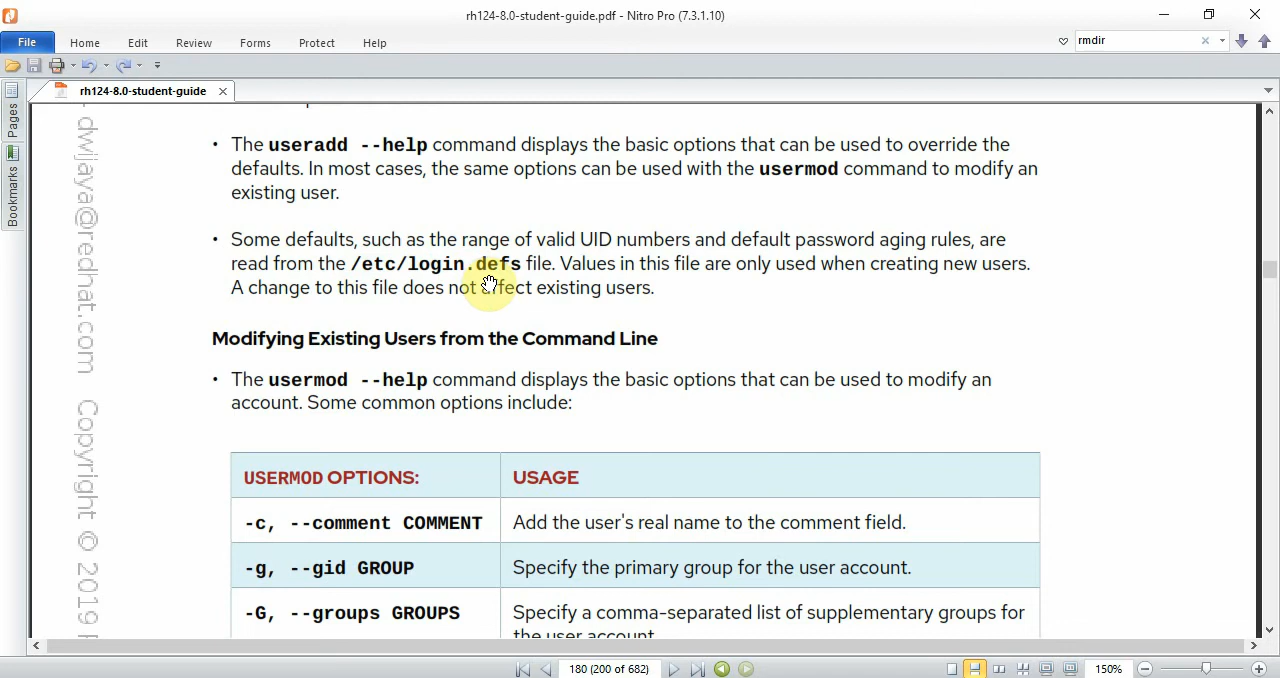 rh124-8.0-student-guide.pdf - Nitro Pro (7.3.1.10)
File Home Edit Review Forms Protect Help
rmdir
rh124-8.0-student-guide
Pages
Bookmarks
dwijaya@redhat.com Copyright © 2019
• The useradd --help command displays the basic options that can be used to override the
defaults. In most cases, the same options can be used with the usermod command to modify an
existing user.
• Some defaults, such as the range of valid UID numbers and default password aging rules, are
read from the /etc/login.defs file. Values in this file are only used when creating new users.
A change to this file does not affect existing users.
Modifying Existing Users from the Command Line
• The usermod --help command displays the basic options that can be used to modify an
account. Some common options include:
USERMOD OPTIONS: USAGE
-c, --comment COMMENT Add the user's real name to the comment field.
-g, --gid GROUP Specify the primary group for the user account.
-G, --groups GROUPS Specify a comma-separated list of supplementary groups for
the user account.
180 (200 of 682)
150%